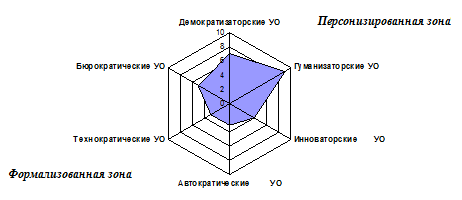 Демократизаторские УО
Персонизированная зона
10
8
6
4
2
0
Бюрократические УО
Гуманизаторские УО
Технократические УО
Инноваторские УО
Формализованная зона
Автократические УО